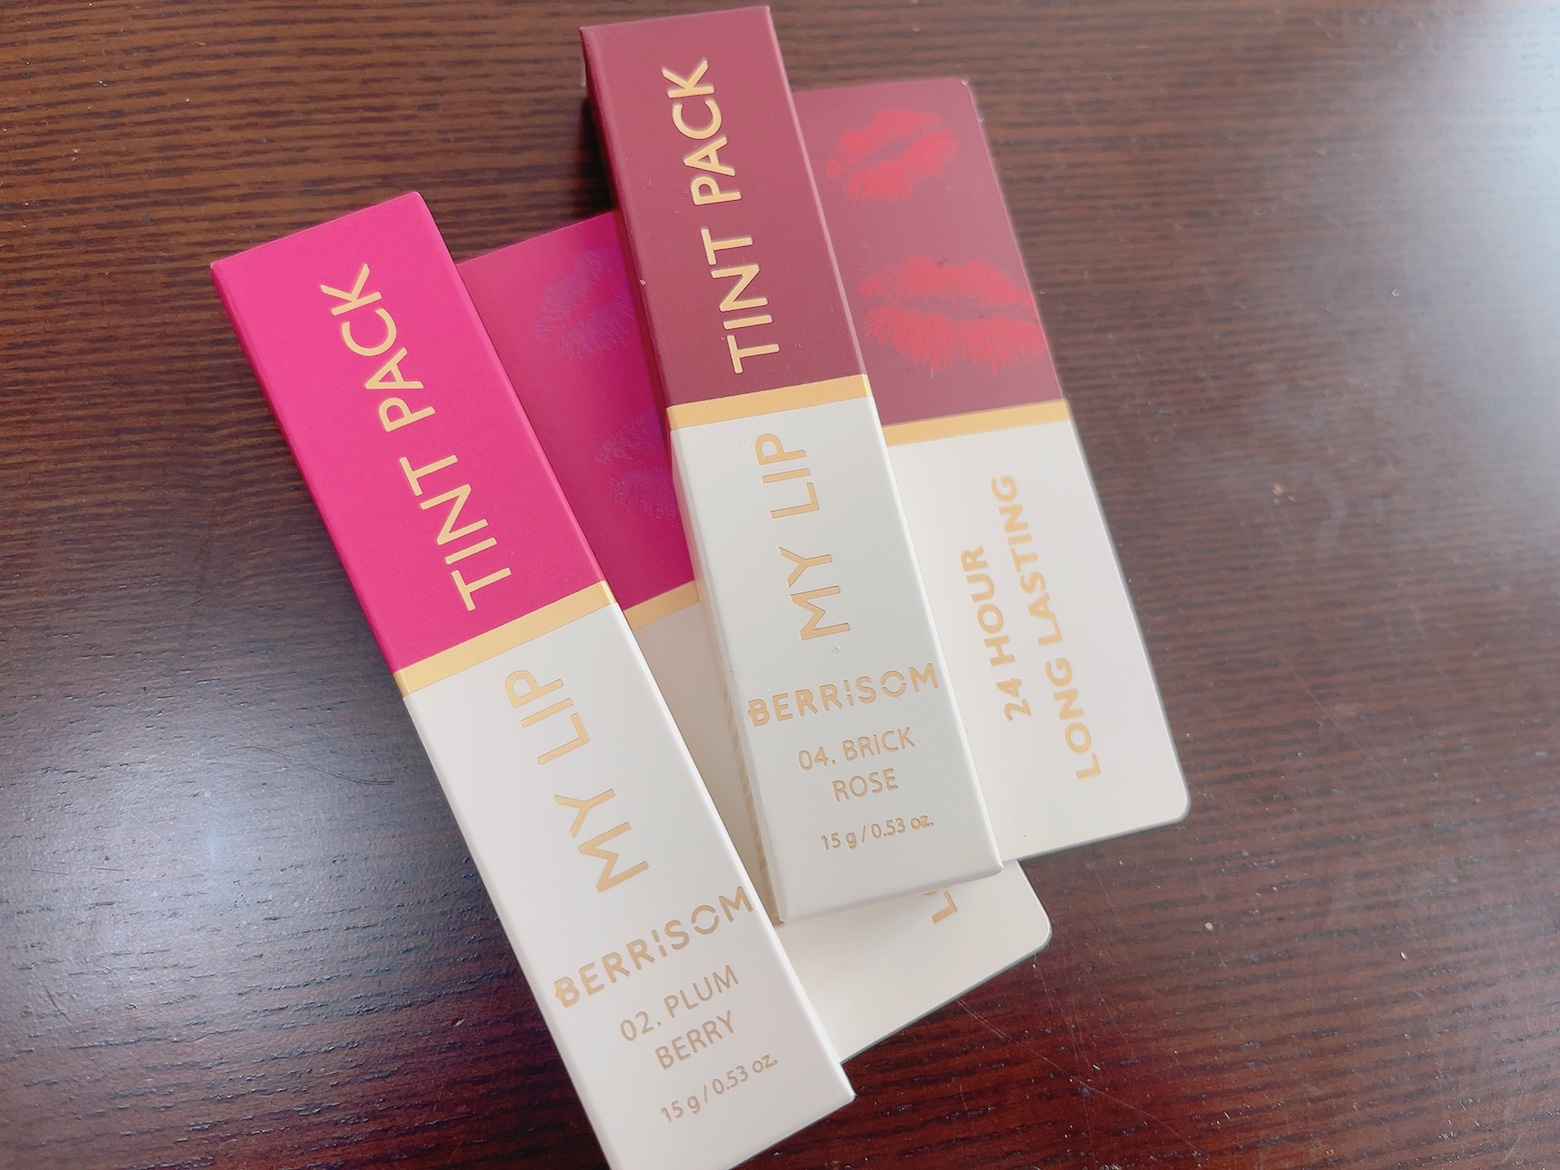 TINT PACK
MY LIP
BERRISOM
02. PLUM
BERRY
15 g / 0.53 oz.
TINT PACK
MY LIP
BERRISOM
04. BRICK
ROSE
15 g / 0.53 oz.
24 HOUR
LONG LASTING